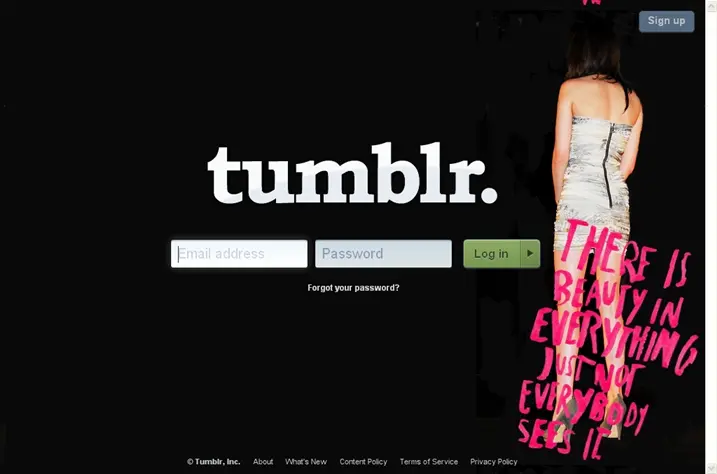 Sign up
tumblr.
Email address
Password
Log in
Forgot your password?
THERE IS
BEAUTY IN
EVERYTHING
JUST NOT
EVERYBODY
SEES IT
© Tumblr, Inc. About What's New Content Policy Terms of Service Privacy Policy